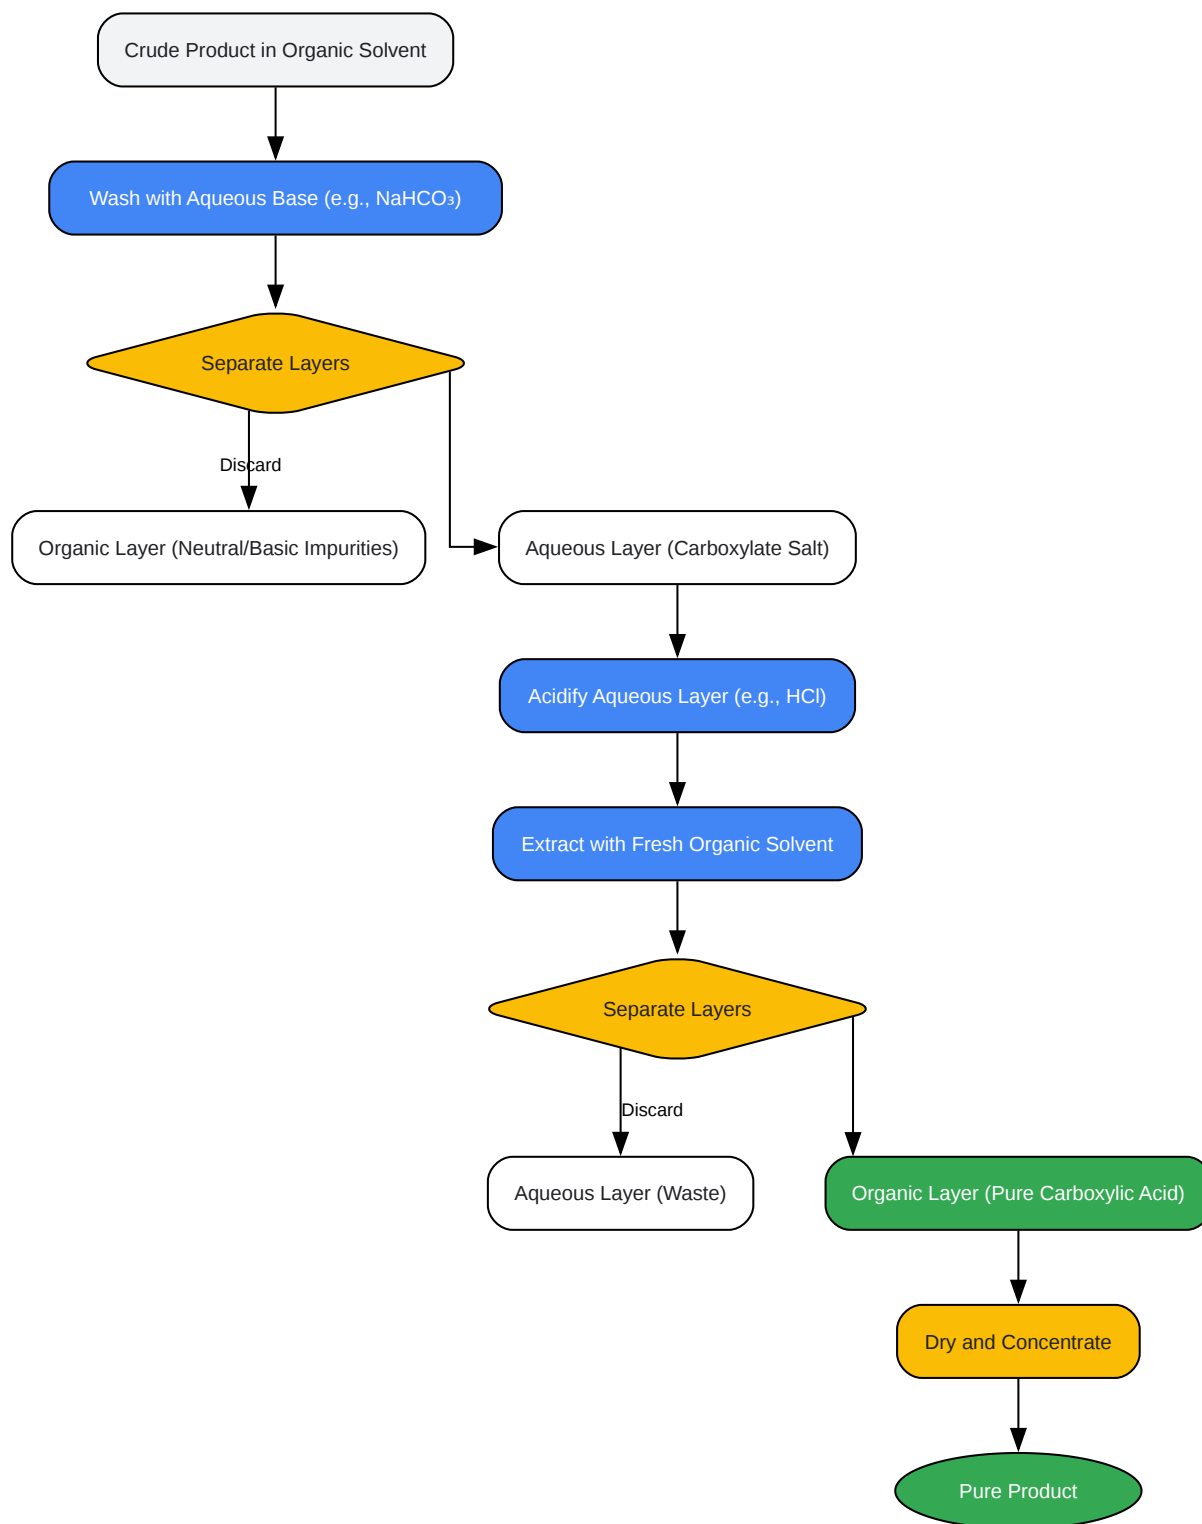 Crude Product in Organic Solvent
Wash with Aqueous Base (e.g., NaHCO₃)
Separate Layers
Discard
Organic Layer (Neutral/Basic Impurities)
Aqueous Layer (Carboxylate Salt)
Acidify Aqueous Layer (e.g., HCl)
Extract with Fresh Organic Solvent
Separate Layers
Discard
Aqueous Layer (Waste)
Organic Layer (Pure Carboxylic Acid)
Dry and Concentrate
Pure Product